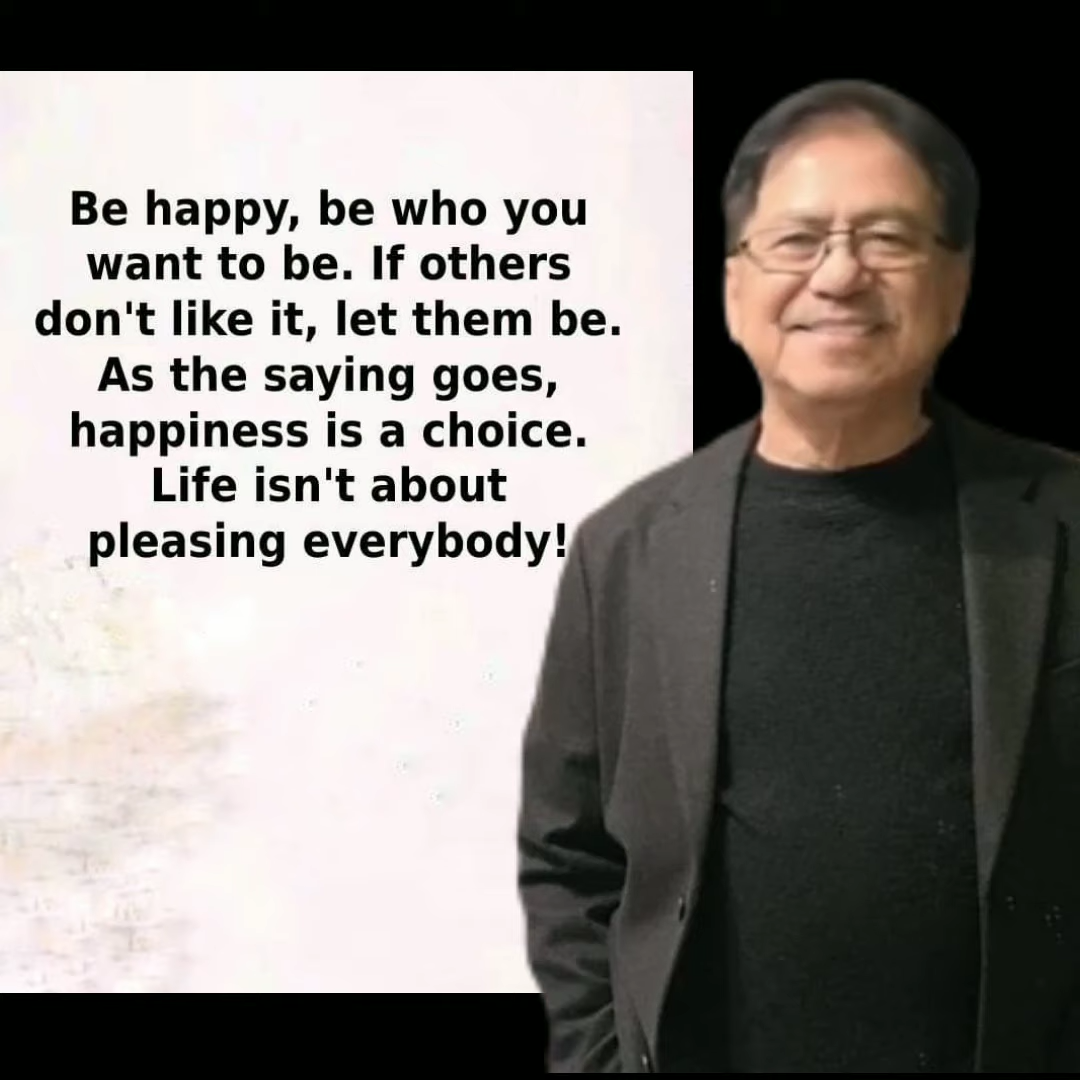 Be happy, be who you
want to be. If others
don't like it, let them be.
As the saying goes,
happiness is a choice.
Life isn't about
pleasing everybody!